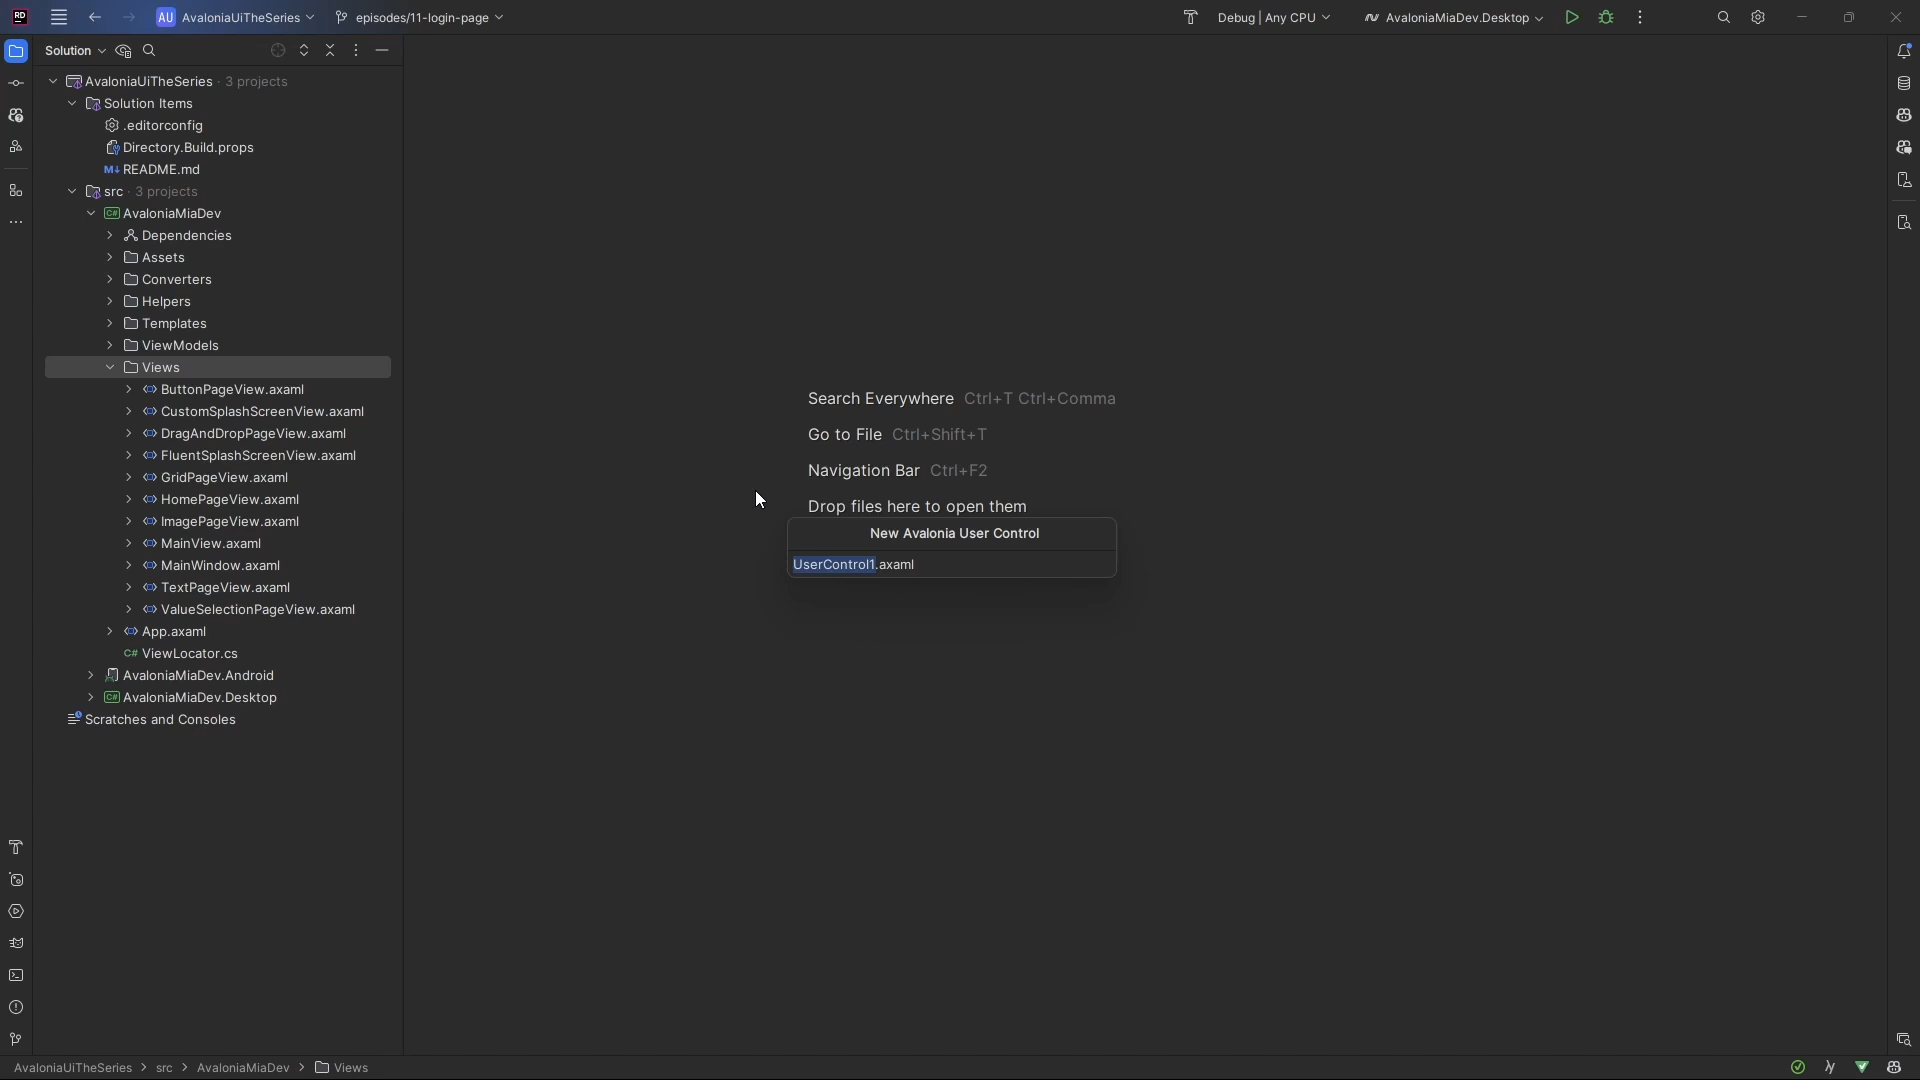 RD
AU AvaloniaUiTheSeries
episodes/11-login-page
Debug | Any CPU
AvaloniaMiaDev.Desktop
Solution
AvaloniaUiTheSeries · 3 projects
Solution Items
.editorconfig
Directory.Build.props
M↓ README.md
src · 3 projects
C# AvaloniaMiaDev
Dependencies
Assets
Converters
Helpers
Templates
ViewModels
Views
ButtonPageView.axaml
CustomSplashScreenView.axaml
DragAndDropPageView.axaml
FluentSplashScreenView.axaml
GridPageView.axaml
HomePageView.axaml
ImagePageView.axaml
MainView.axaml
MainWindow.axaml
TextPageView.axaml
ValueSelectionPageView.axaml
App.axaml
C# ViewLocator.cs
AvaloniaMiaDev.Android
C# AvaloniaMiaDev.Desktop
Scratches and Consoles
Search Everywhere Ctrl+T Ctrl+Comma
Go to File Ctrl+Shift+T
Navigation Bar Ctrl+F2
Drop files here to open them
New Avalonia User Control
UserControl1.axaml
AvaloniaUiTheSeries > src > AvaloniaMiaDev > Views